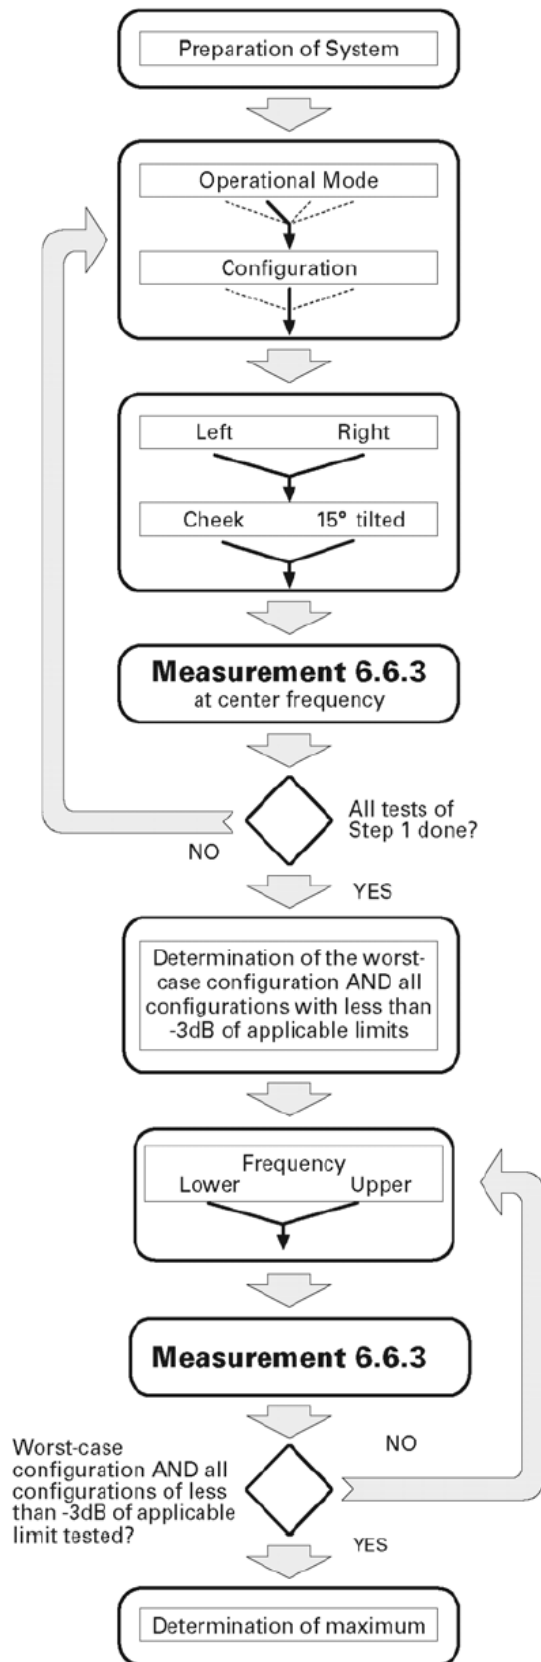 Preparation of System
Operational Mode
Configuration
Left Right
Cheek 15° tilted
Measurement 6.6.3
at center frequency
All tests of
Step 1 done?
NO
YES
Determination of the worst-
case configuration AND all
configurations with less than
-3dB of applicable limits
Frequency
Lower Upper
Measurement 6.6.3
Worst-case
configuration AND all
configurations of less
than -3dB of applicable
limit tested?
NO
YES
Determination of maximum